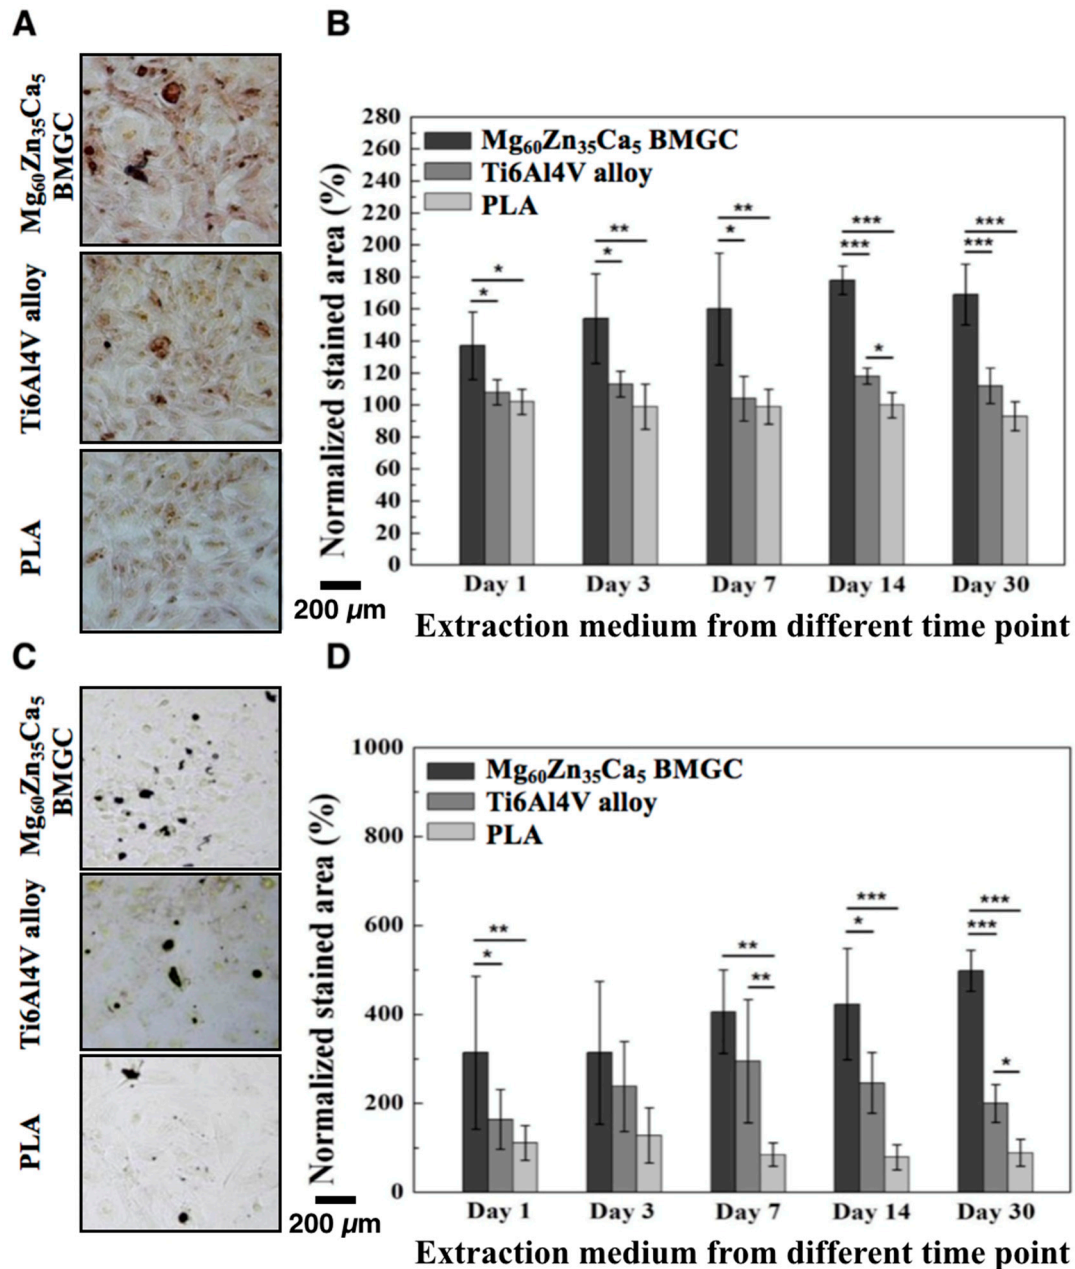 A
Mg60Zn35Ca5
BMGC
Ti6Al4V alloy
PLA
200 µm
B
Normalized stained area (%)
280
260
240
220
200
180
160
140
120
100
80
60
40
20
0
Mg60Zn35Ca5 BMGC
Ti6Al4V alloy
PLA
* *
* **
* **
*** *** *
*** ***
Day 1 Day 3 Day 7 Day 14 Day 30
Extraction medium from different time point
C
Mg60Zn35Ca5
BMGC
Ti6Al4V alloy
PLA
200 µm
D
Normalized stained area (%)
1000
800
600
400
200
0
Mg60Zn35Ca5 BMGC
Ti6Al4V alloy
PLA
* **
** **
* ***
*** *** *
Day 1 Day 3 Day 7 Day 14 Day 30
Extraction medium from different time point